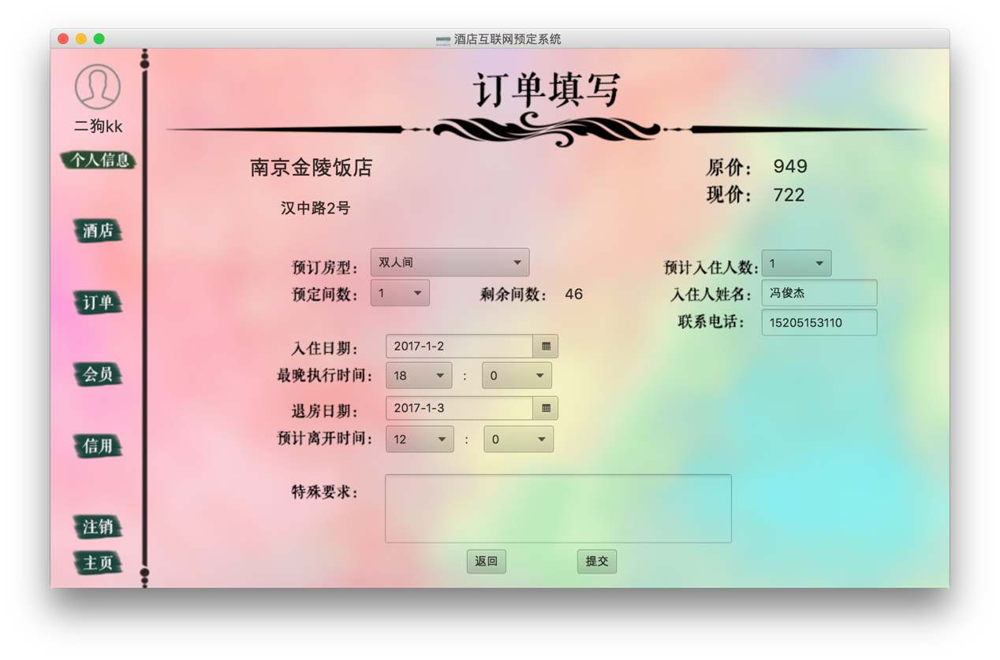 酒店互联网预定系统
二狗kk
个人信息
酒店
订单
会员
信用
注销
主页
订单填写
南京金陵饭店
汉中路2号
原价： 949
现价： 722
预订房型： 双人间
预定间数： 1 剩余间数： 46
预计入住人数: 1
入住人姓名: 冯俊杰
联系电话: 15205153110
入住日期: 2017-1-2
最晚执行时间: 18 : 0
退房日期: 2017-1-3
预计离开时间: 12 : 0
特殊要求:
返回 提交